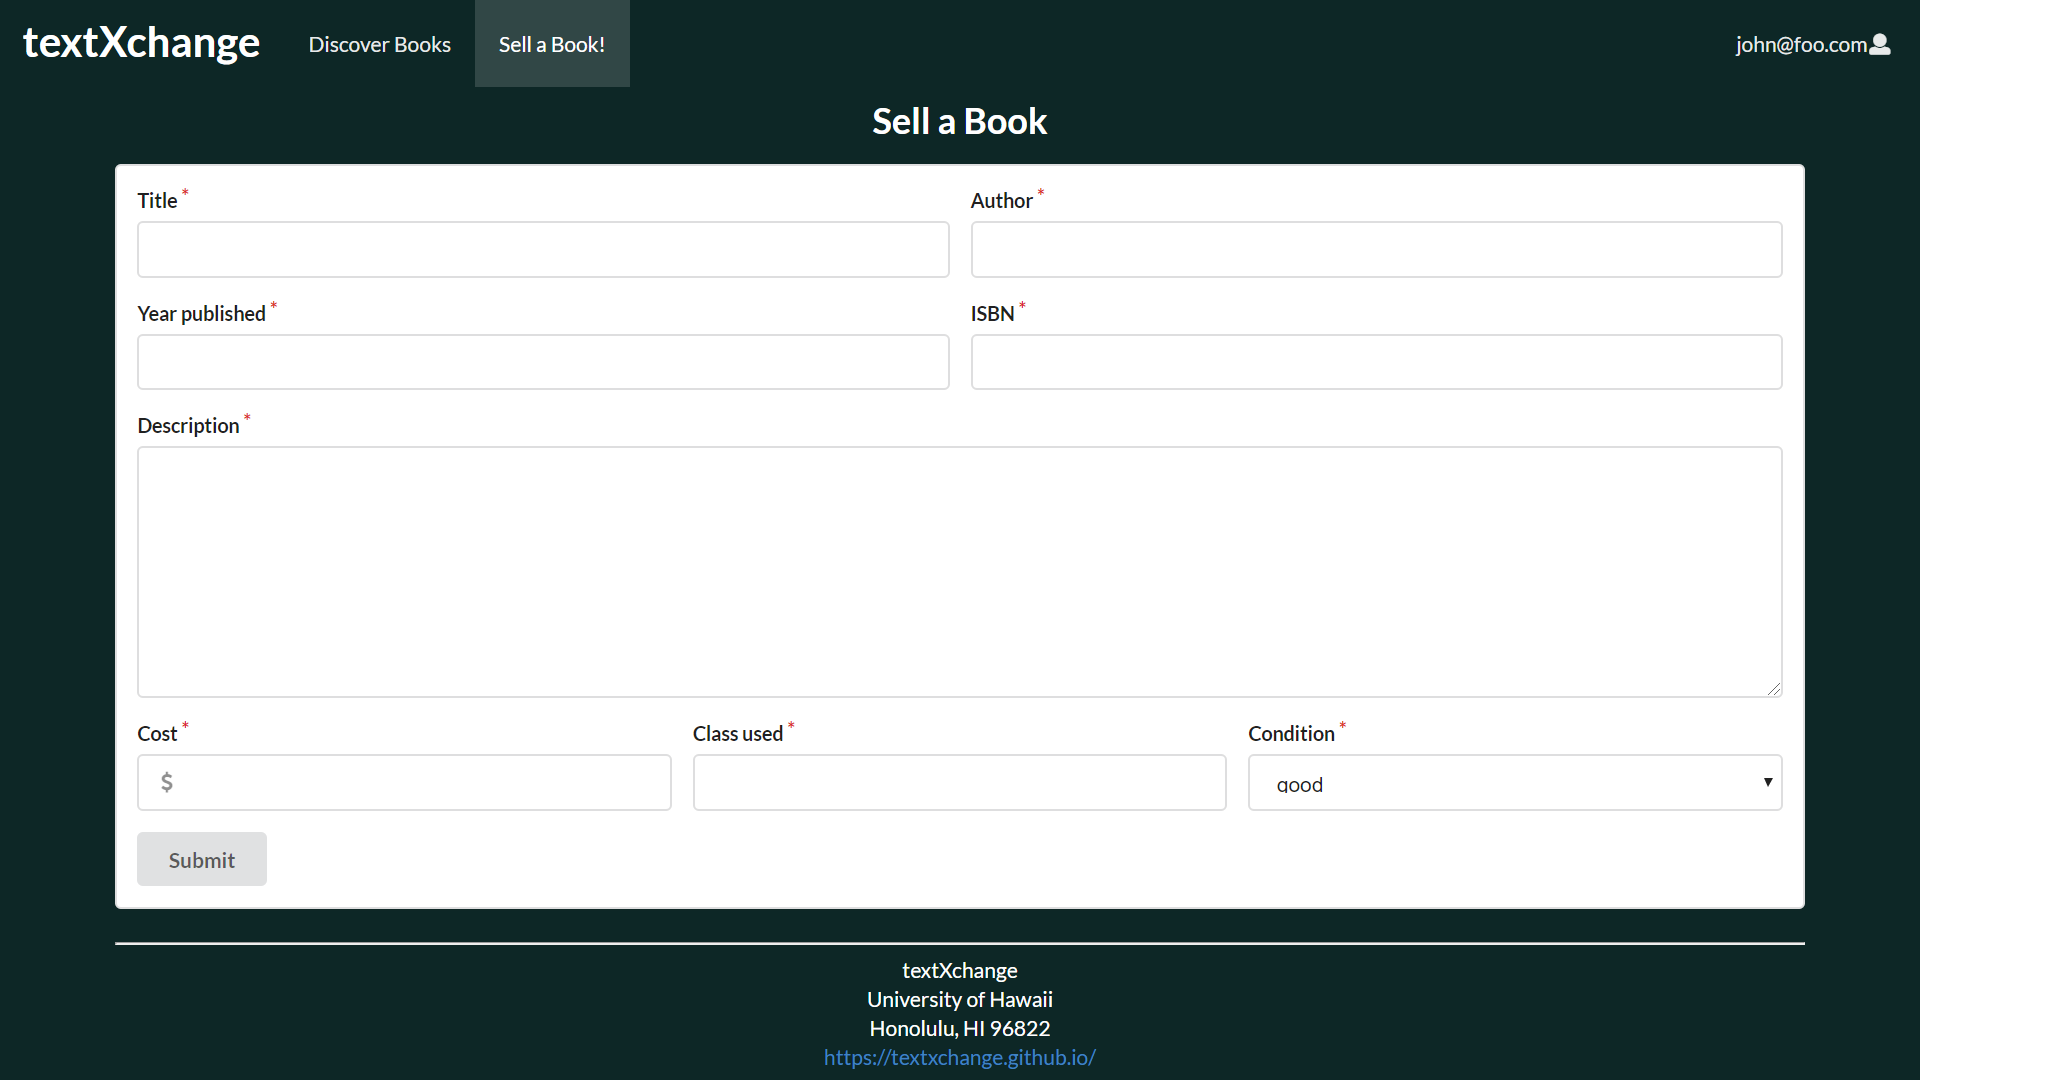 textXchange Discover Books Sell a Book! john@foo.com
Sell a Book
Title * Author *
Year published * ISBN *
Description *
Cost * Class used * Condition *
$ good
Submit
textXchange
University of Hawaii
Honolulu, HI 96822
https://textxchange.github.io/